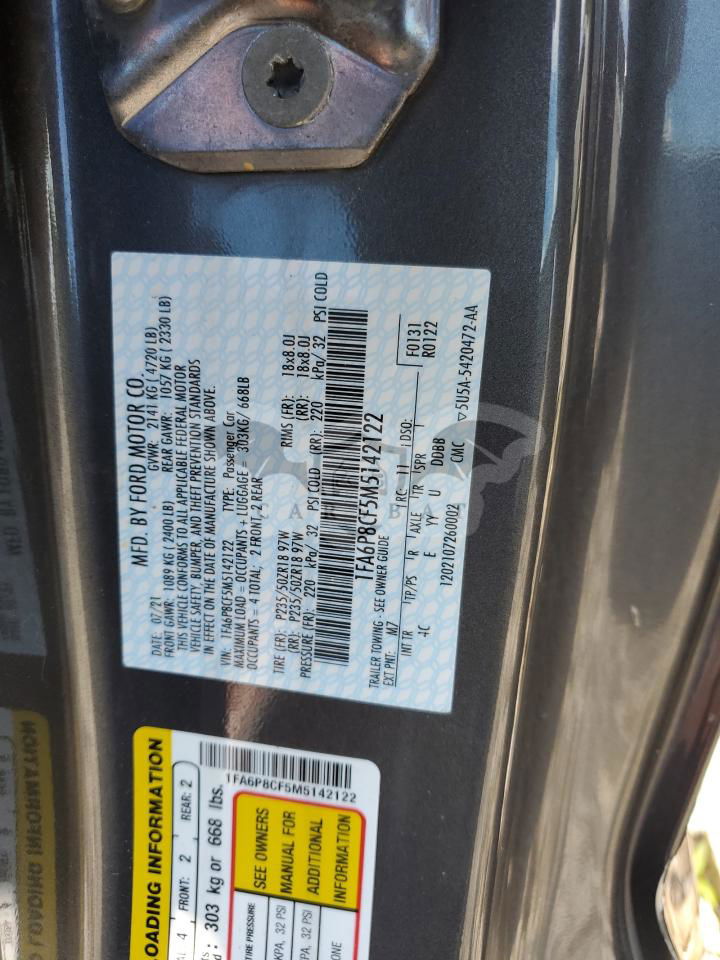 MFD. BY FORD MOTOR CO.
DATE: 07/21 GVWR: 2141 KG ( 4720 LB)
FRONT GAWR: 1089 KG ( 2400 LB) REAR GAWR: 1057 KG ( 2330 LB)
THIS VEHICLE CONFORMS TO ALL APPLICABLE FEDERAL MOTOR
VEHICLE SAFETY, BUMPER, AND THEFT PREVENTION STANDARDS
IN EFFECT ON THE DATE OF MANUFACTURE SHOWN ABOVE.
VIN: 1FA6P8CF5M5142122 TYPE: Passenger Car
MAXIMUM LOAD = OCCUPANTS + LUGGAGE = 303KG/ 668LB
OCCUPANTS = 4 TOTAL; 2 FRONT; 2 REAR
TIRE (FR): P235/50ZR18 97W RIMS (FR): 18x8.0J
(RR): P235/50ZR18 97W (RR): 18x8.0J
PRESSURE (FR): 220 kPa/ 32 PSI COLD (RR): 220 kPa/ 32 PSI COLD
1FA6P8CF5M5142122
TRAILER TOWING - SEE OWNER GUIDE
EXT PNT: M7 RC: 11 DSO: F0131
R0122
INT TR TP/PS R AXLE TR SPR
4C E YY U DDBB
1202107260002 CMC ▽5U5A-5420472-AA
CARBAT
LOADING INFORMATION
4 FRONT: 2 REAR: 2
303 kg or 668 lbs.
1FA6P8CF5M5142122
TIRE PRESSURE
KPA, 32 PSI
KPA, 32 PSI
SEE OWNERS
MANUAL FOR
ADDITIONAL
INFORMATION